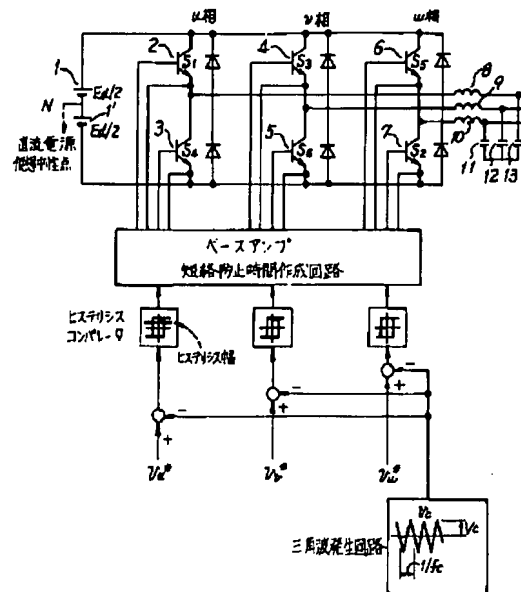 u相
v相
w相
2
4
6
S1
S3
S5
1
Ed/2
N
1'
Ed/2
直流電源
仮想中性点
3
S4
5
S6
7
S2
8
9
10
11
12
13
ベースアンプ
短絡防止時間作成回路
ヒステリシス
コンパレータ
ヒステリシス幅
−
−
−
+
+
+
vu*
vv*
vw*
三角波発生回路
vc
Vc
1/fc